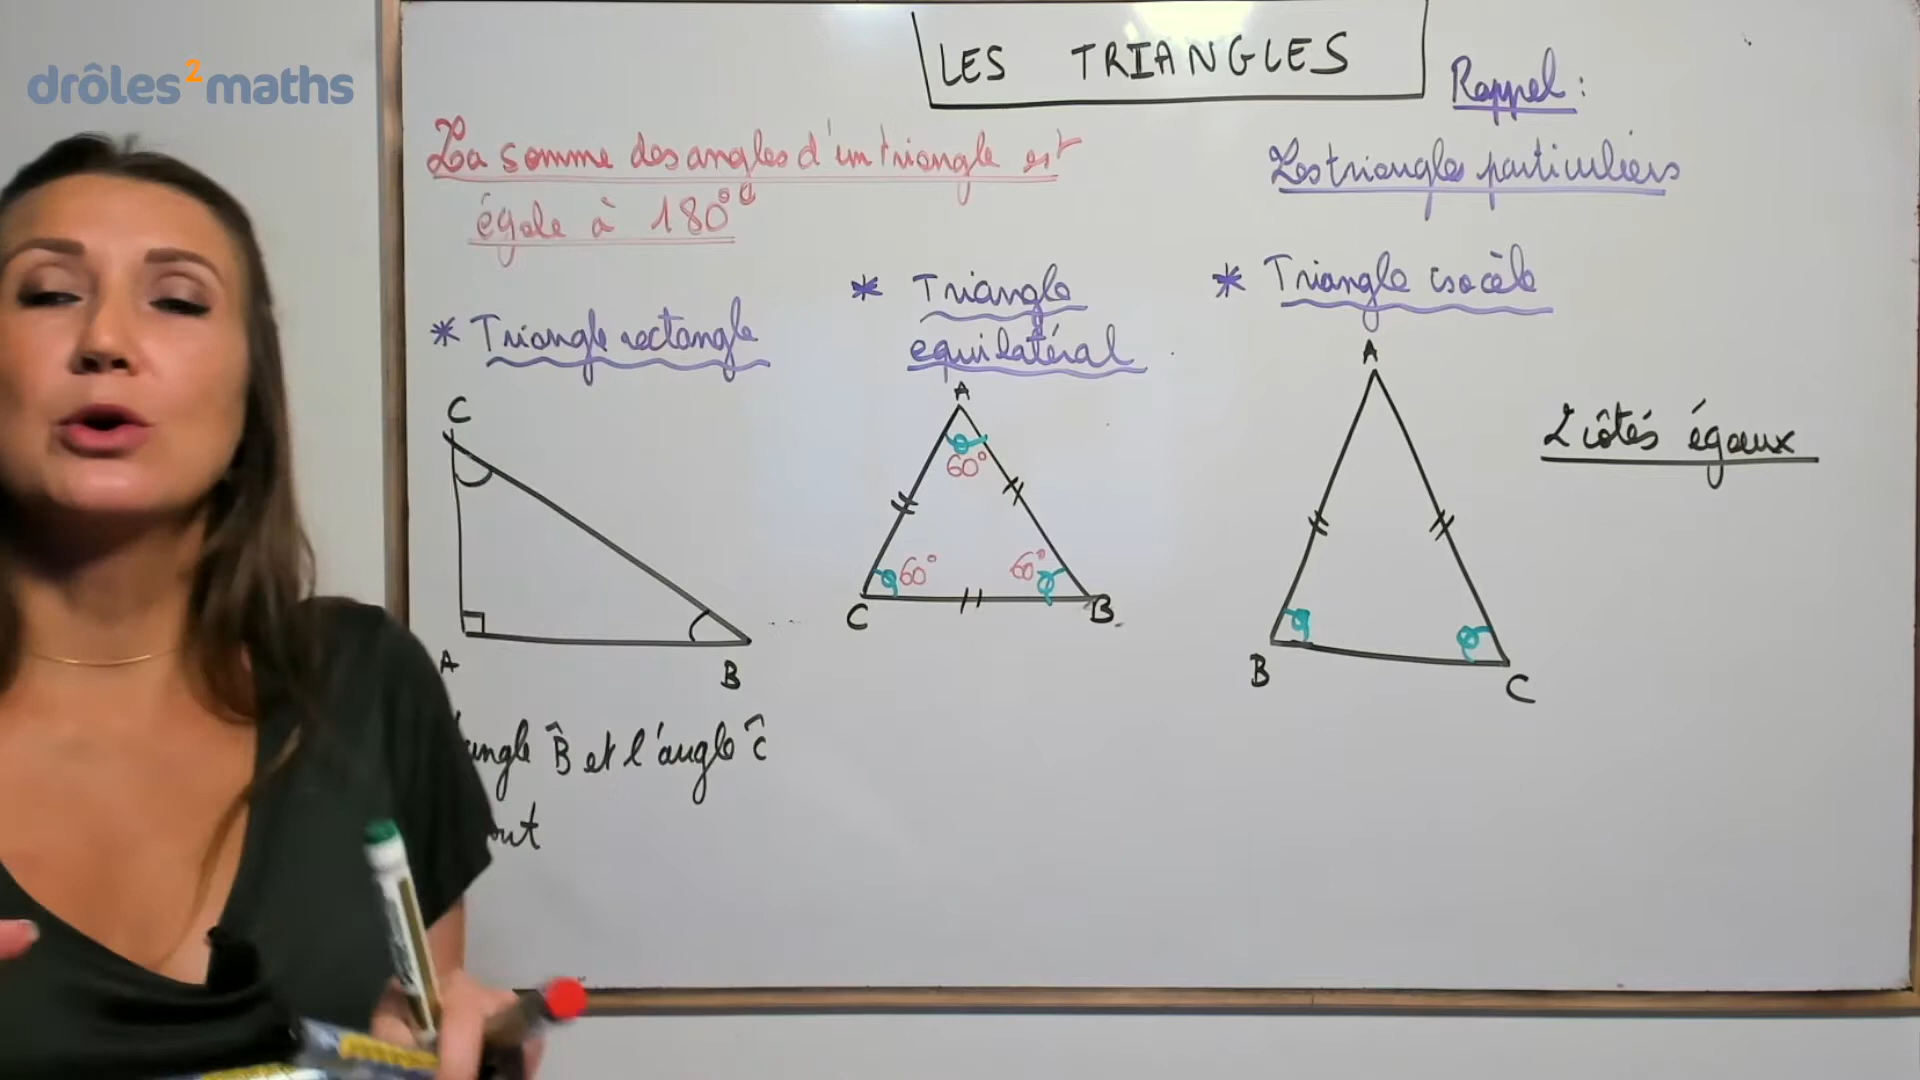 drôles²maths
LES TRIANGLES
Rappel :
La somme des angles d'un triangle est
égale à 180°
Les triangles particuliers
* Triangle rectangle
C
A
B
angle B̂ et l'angle Ĉ
* Triangle
équilatéral
A
60°
60°
60°
C
B
* Triangle isocèle
A
2 côtés égaux
B
C